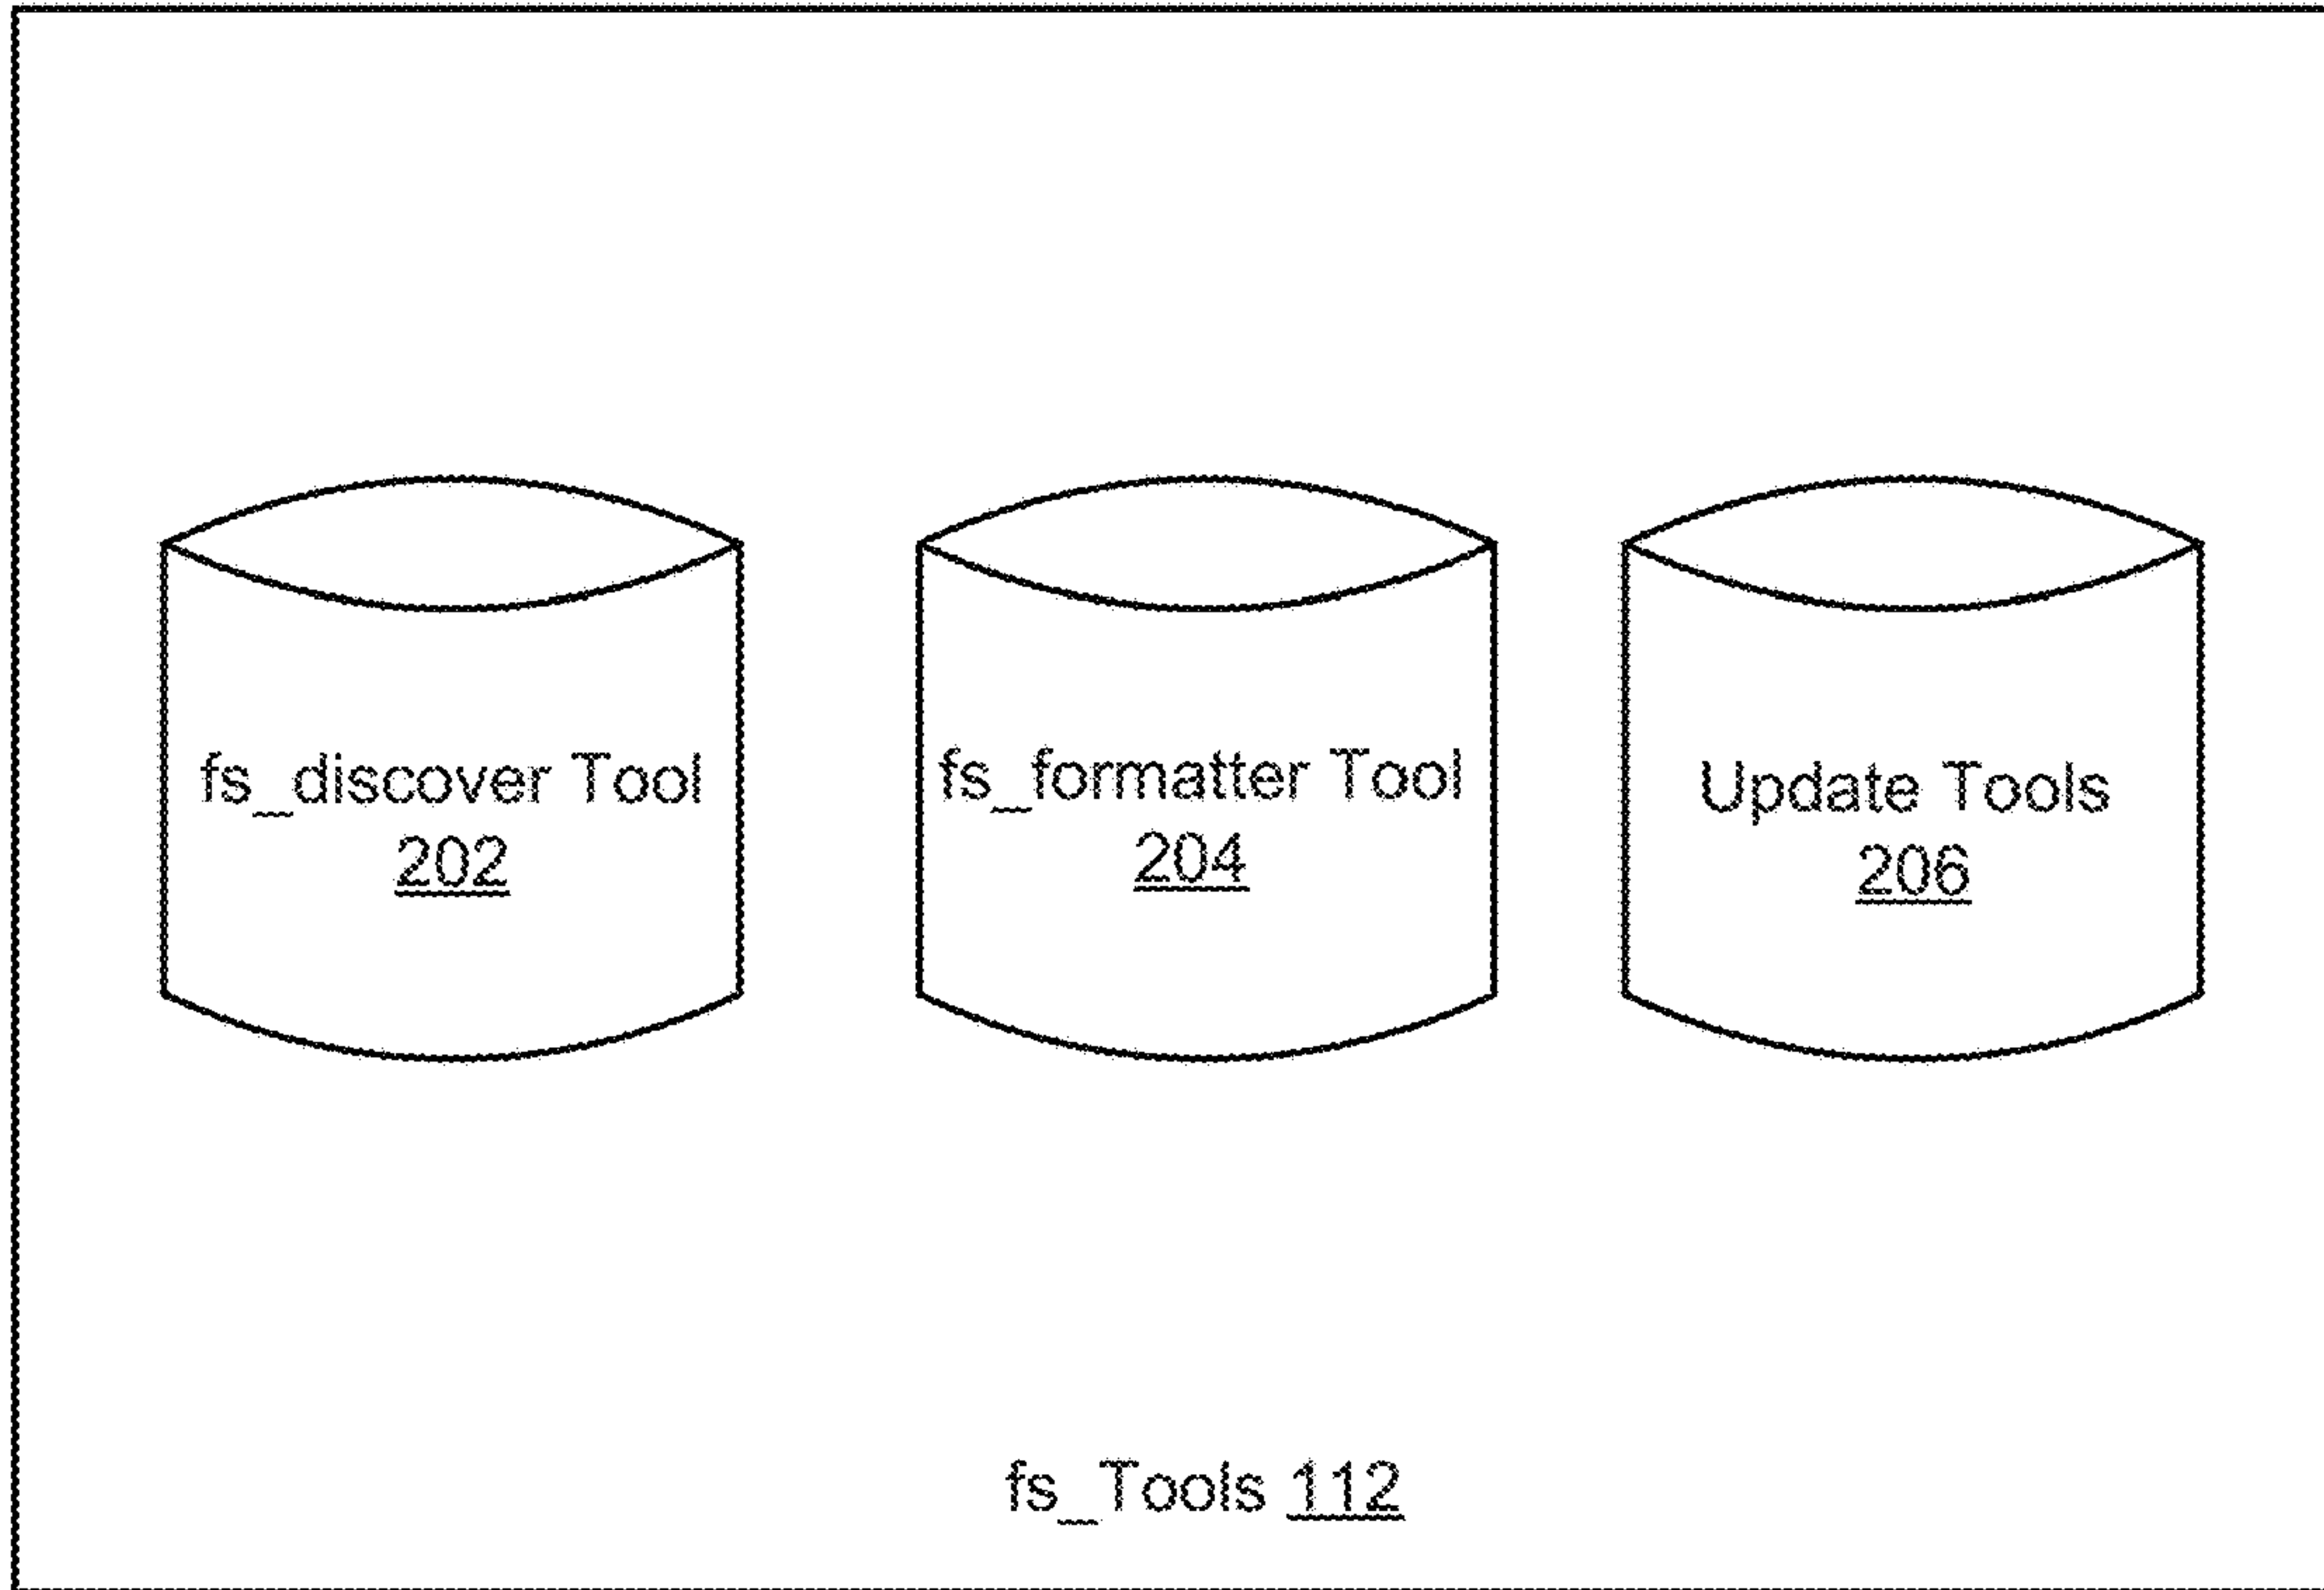 fs_discover Tool
202
fs_formatter Tool
204
Update Tools
206
fs_Tools 112